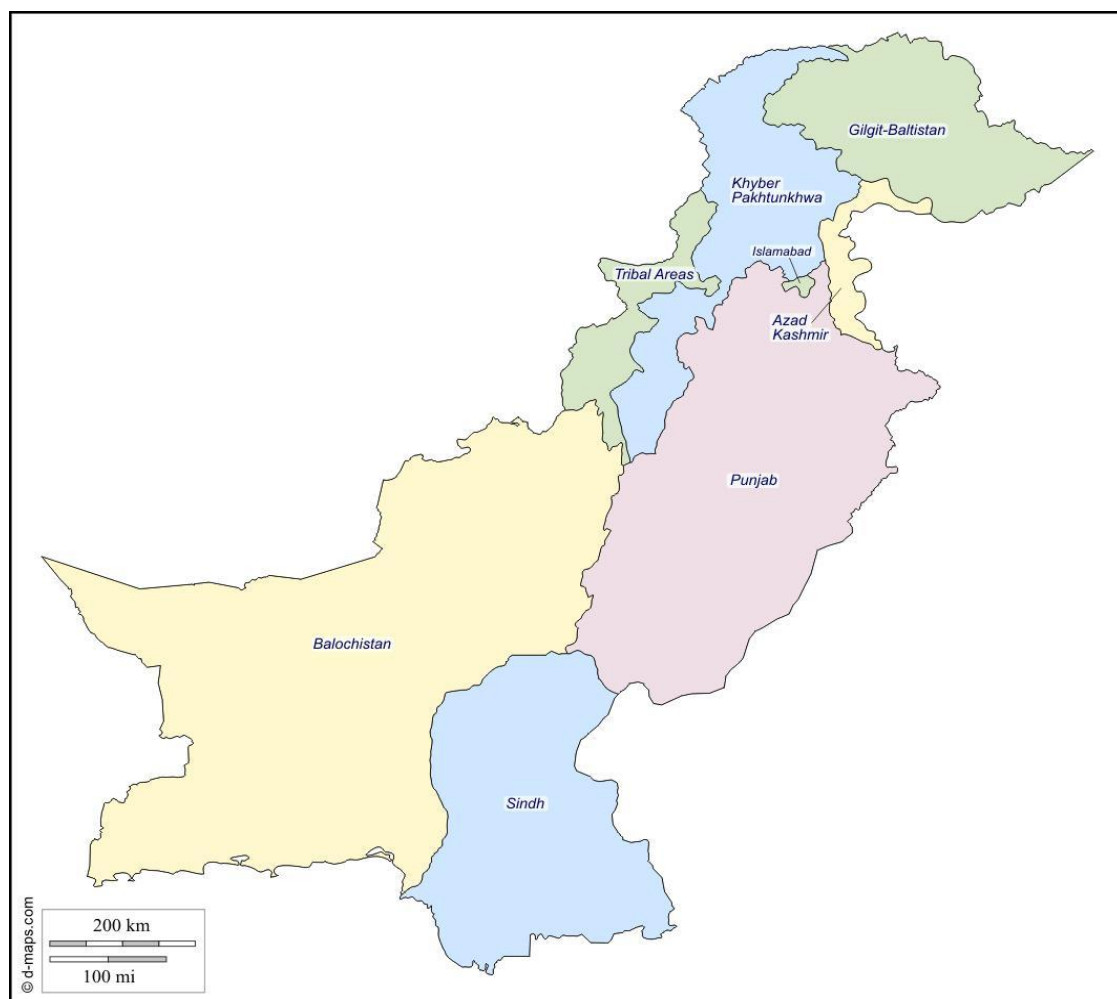 Gilgit-Baltistan
Khyber
Pakhtunkhwa
Islamabad
Tribal Areas
Azad
Kashmir
Punjab
Balochistan
Sindh
200 km
100 mi
© d-maps.com